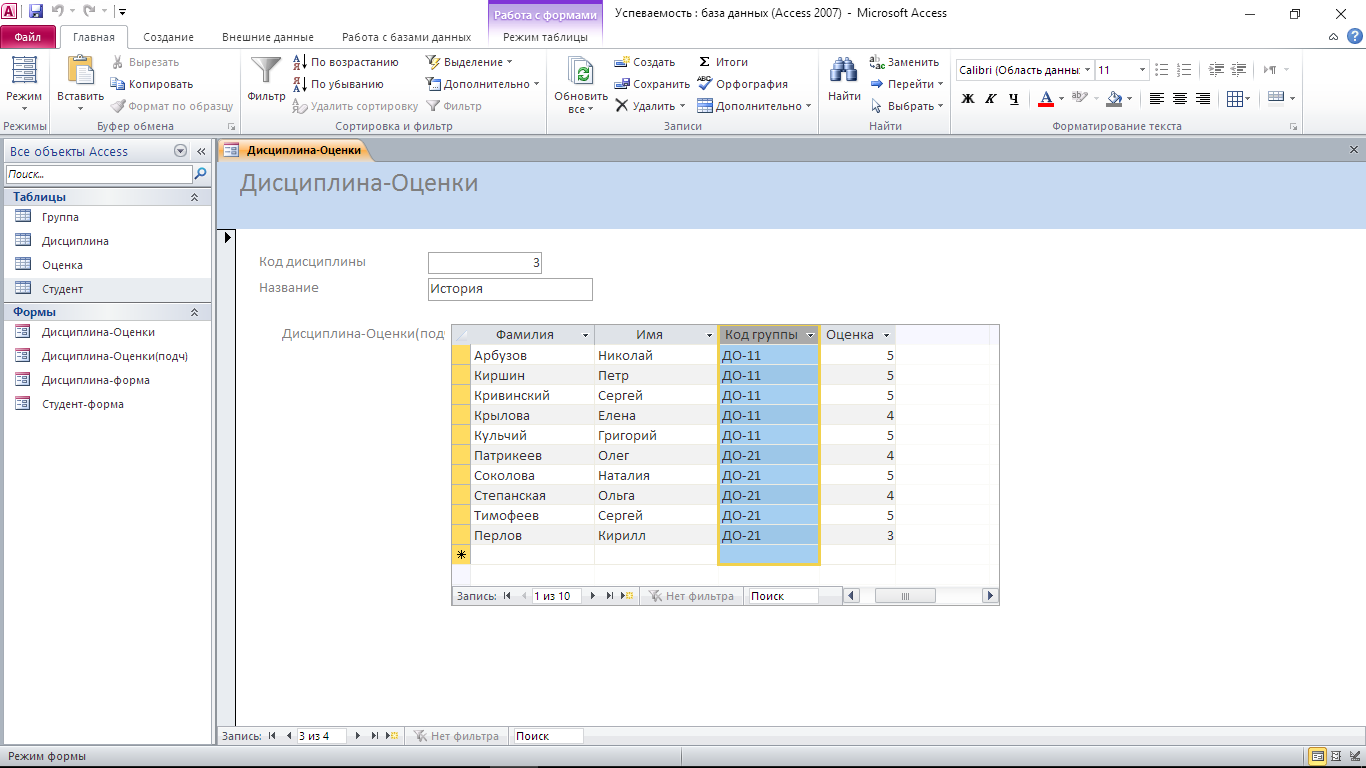 Успеваемость : база данных (Access 2007) - Microsoft Access
Работа с формами
Файл Главная Создание Внешние данные Работа с базами данных Режим таблицы
Режим
Режимы
Вставить
Вырезать
Копировать
Формат по образцу
Буфер обмена
Фильтр
По возрастанию
По убыванию
Удалить сортировку
Выделение
Дополнительно
Фильтр
Сортировка и фильтр
Обновить
все
Создать
Сохранить
Удалить
Σ Итоги
ABC Орфография
Дополнительно
Записи
Найти
Заменить
Перейти
Выбрать
Найти
Calibri (Область данны: 11
Ж К Ч А
Форматирование текста
Все объекты Access
Поиск...
Таблицы
Группа
Дисциплина
Оценка
Студент
Формы
Дисциплина-Оценки
Дисциплина-Оценки(подч)
Дисциплина-форма
Студент-форма
Дисциплина-Оценки
Дисциплина-Оценки
Код дисциплины 3
Название История
Дисциплина-Оценки(под
Фамилия Имя Код группы Оценка
Арбузов Николай ДО-11 5
Киршин Петр ДО-11 5
Кривинский Сергей ДО-11 5
Крылова Елена ДО-11 4
Кульчий Григорий ДО-11 5
Патрикеев Олег ДО-21 4
Соколова Наталия ДО-21 5
Степанская Ольга ДО-21 4
Тимофеев Сергей ДО-21 5
Перлов Кирилл ДО-21 3
Запись: 1 из 10 Нет фильтра Поиск
Запись: 3 из 4 Нет фильтра Поиск
Режим формы